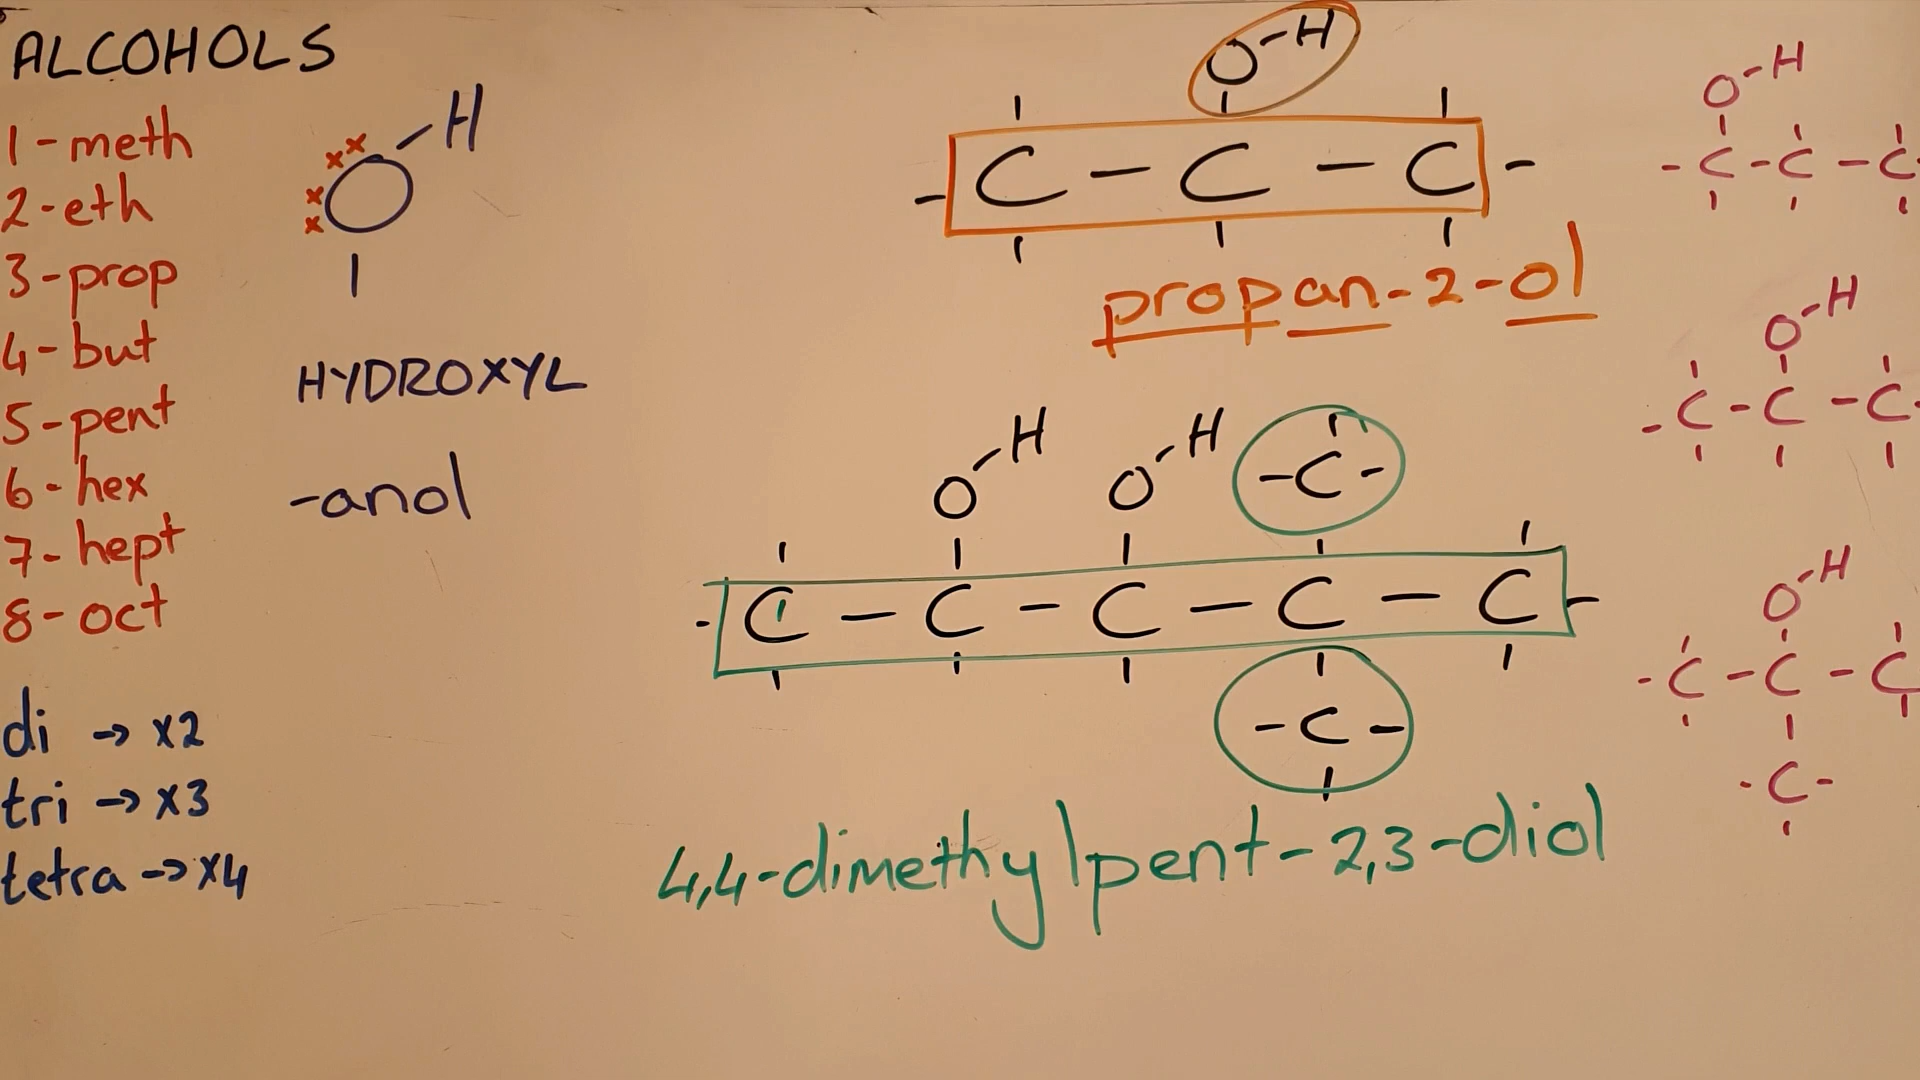 ALCOHOLS
1-meth
2-eth
3-prop
4-but
5-pent
6-hex
7-hept
8-oct
di → x2
tri → x3
tetra → x4
xx
O-H
x
x
HYDROXYL
-anol
O-H
-C-C-C-
propan-2-ol
O-H O-H -C-
-C-C-C-C-C-
-C-
4,4-dimethylpent-2,3-diol
O-H
-C-C-C-
O-H
-C-C-C-
O-H
-C-C-C
-C-